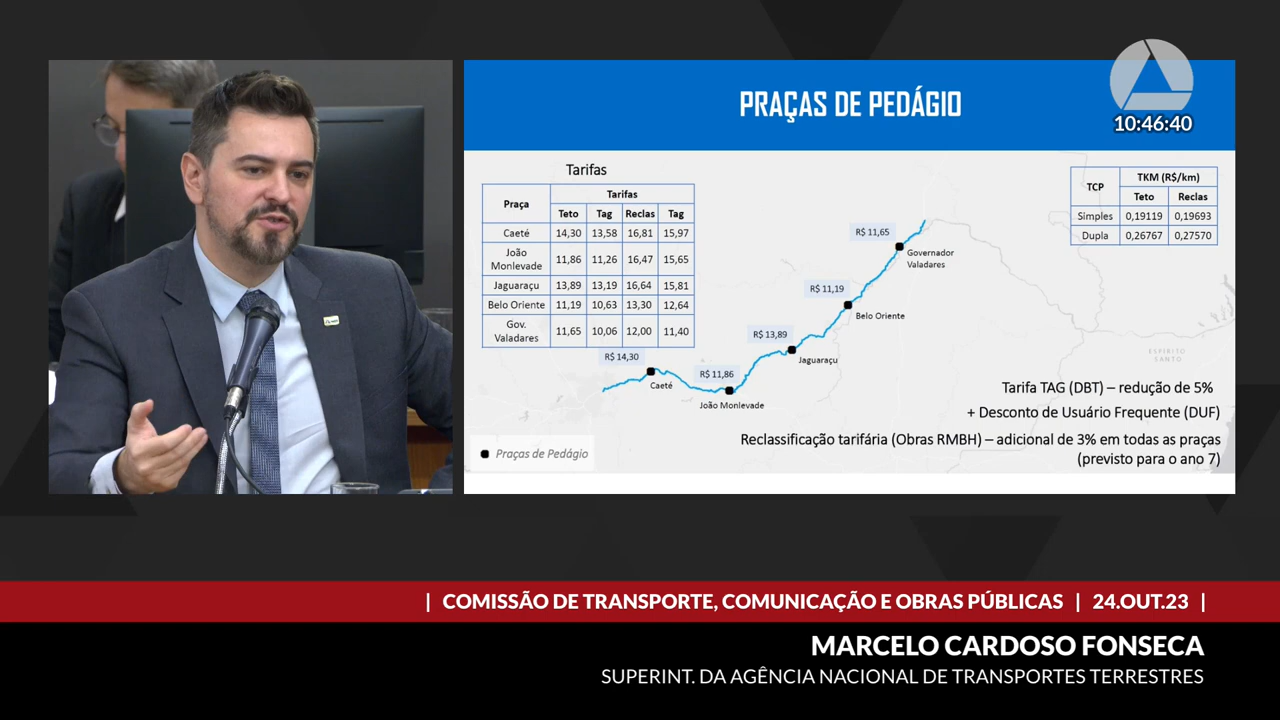 PRAÇAS DE PEDÁGIO
10:46:40
Tarifas
Praça Tarifas
Teto Tag Reclas Tag
Caeté 14,30 13,58 16,81 15,97
João Monlevade 11,86 11,26 16,47 15,65
Jaguaraçu 13,89 13,19 16,64 15,81
Belo Oriente 11,19 10,63 13,30 12,64
Gov. Valadares 11,65 10,06 12,00 11,40
TCP TKM (R$/km)
Teto Reclas
Simples 0,19119 0,19693
Dupla 0,26767 0,27570
R$ 11,65
Governador
Valadares
R$ 11,19
Belo Oriente
R$ 13,89
Jaguaraçu
R$ 14,30
Caeté
R$ 11,86
João Monlevade
ESPIRITO
SANTO
Praças de Pedágio
Tarifa TAG (DBT) – redução de 5%
+ Desconto de Usuário Frequente (DUF)
Reclassificação tarifária (Obras RMBH) – adicional de 3% em todas as praças
(previsto para o ano 7)
| COMISSÃO DE TRANSPORTE, COMUNICAÇÃO E OBRAS PÚBLICAS | 24.OUT.23 |
MARCELO CARDOSO FONSECA
SUPERINT. DA AGÊNCIA NACIONAL DE TRANSPORTES TERRESTRES